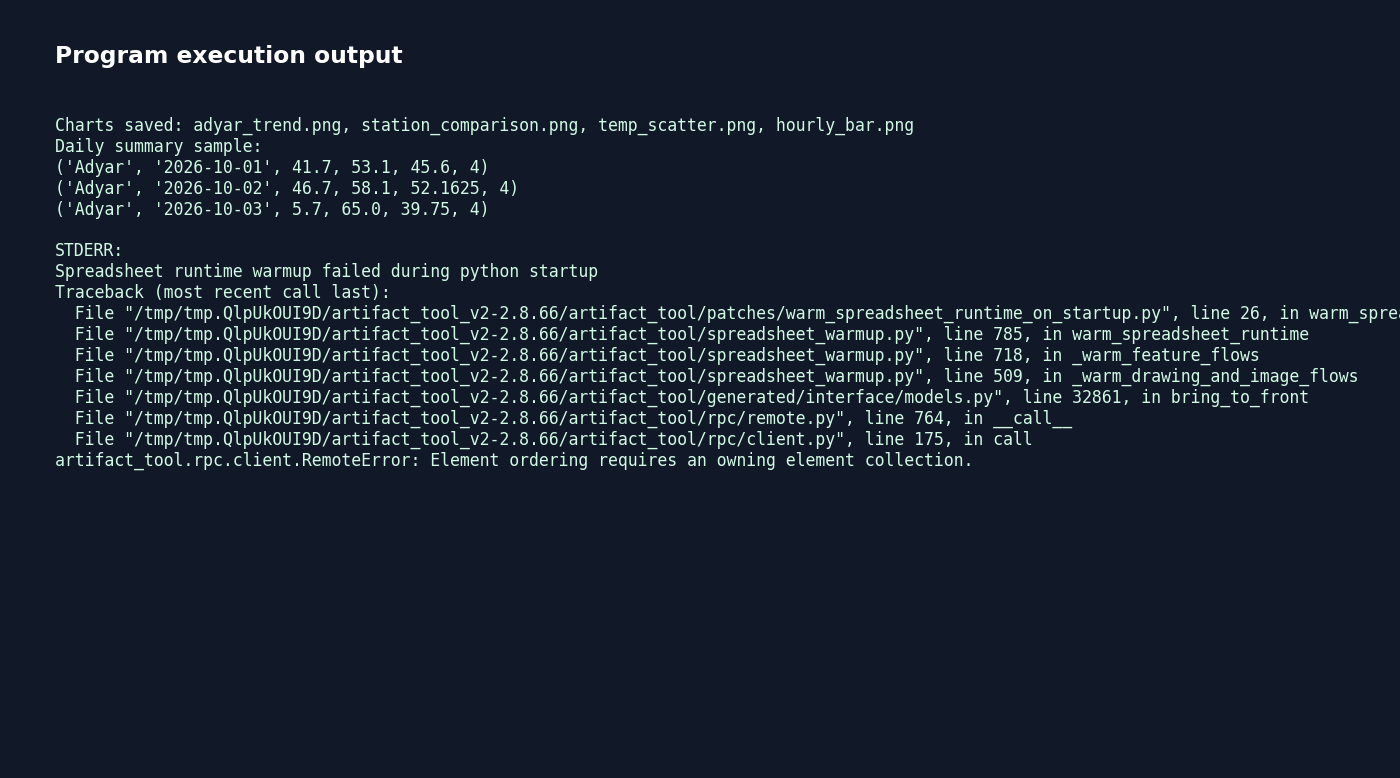 Program execution output
Charts saved: adyar_trend.png, station_comparison.png, temp_scatter.png, hourly_bar.png
Daily summary sample:
('Adyar', '2026-10-01', 41.7, 53.1, 45.6, 4)
('Adyar', '2026-10-02', 46.7, 58.1, 52.1625, 4)
('Adyar', '2026-10-03', 5.7, 65.0, 39.75, 4)
STDERR:
Spreadsheet runtime warmup failed during python startup
Traceback (most recent call last):
  File "/tmp/tmp.QlpUkOUI9D/artifact_tool_v2-2.8.66/artifact_tool/patches/warm_spreadsheet_runtime_on_startup.py", line 26, in warm_sprea
  File "/tmp/tmp.QlpUkOUI9D/artifact_tool_v2-2.8.66/artifact_tool/spreadsheet_warmup.py", line 785, in warm_spreadsheet_runtime
  File "/tmp/tmp.QlpUkOUI9D/artifact_tool_v2-2.8.66/artifact_tool/spreadsheet_warmup.py", line 718, in _warm_feature_flows
  File "/tmp/tmp.QlpUkOUI9D/artifact_tool_v2-2.8.66/artifact_tool/spreadsheet_warmup.py", line 509, in _warm_drawing_and_image_flows
  File "/tmp/tmp.QlpUkOUI9D/artifact_tool_v2-2.8.66/artifact_tool/generated/interface/models.py", line 32861, in bring_to_front
  File "/tmp/tmp.QlpUkOUI9D/artifact_tool_v2-2.8.66/artifact_tool/rpc/remote.py", line 764, in __call__
  File "/tmp/tmp.QlpUkOUI9D/artifact_tool_v2-2.8.66/artifact_tool/rpc/client.py", line 175, in call
artifact_tool.rpc.client.RemoteError: Element ordering requires an owning element collection.